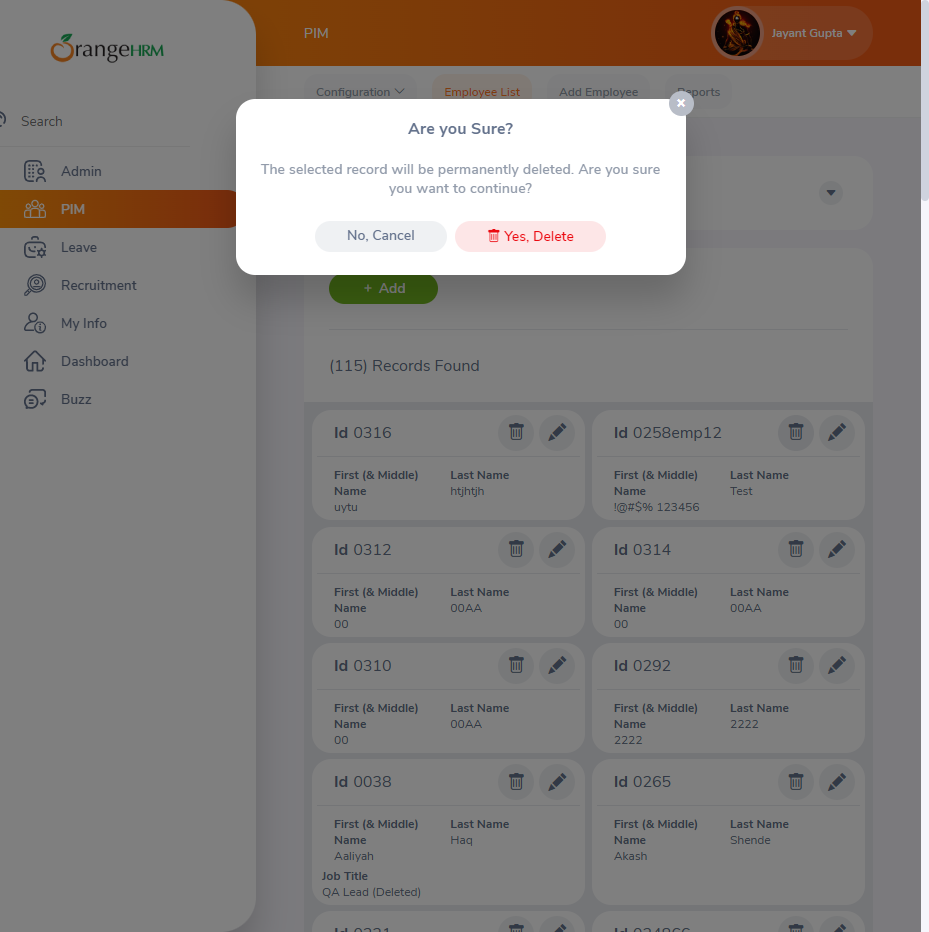 OrangeHRM
PIM
Jayant Gupta
Search
Configuration
Employee List
Add Employee
Reports
Are you Sure?
The selected record will be permanently deleted. Are you sure
you want to continue?
No, Cancel
Yes, Delete
Admin
PIM
Leave
Recruitment
My Info
Dashboard
Buzz
+ Add
(115) Records Found
Id 0316
First (& Middle)
Name
uytu
Last Name
htjhtjh
Id 0258emp12
First (& Middle)
Name
!@#$% 123456
Last Name
Test
Id 0312
First (& Middle)
Name
00
Last Name
00AA
Id 0314
First (& Middle)
Name
00
Last Name
00AA
Id 0310
First (& Middle)
Name
00
Last Name
00AA
Id 0292
First (& Middle)
Name
2222
Last Name
2222
Id 0038
First (& Middle)
Name
Aaliyah
Last Name
Haq
Job Title
QA Lead (Deleted)
Id 0265
First (& Middle)
Name
Akash
Last Name
Shende
Id
Id